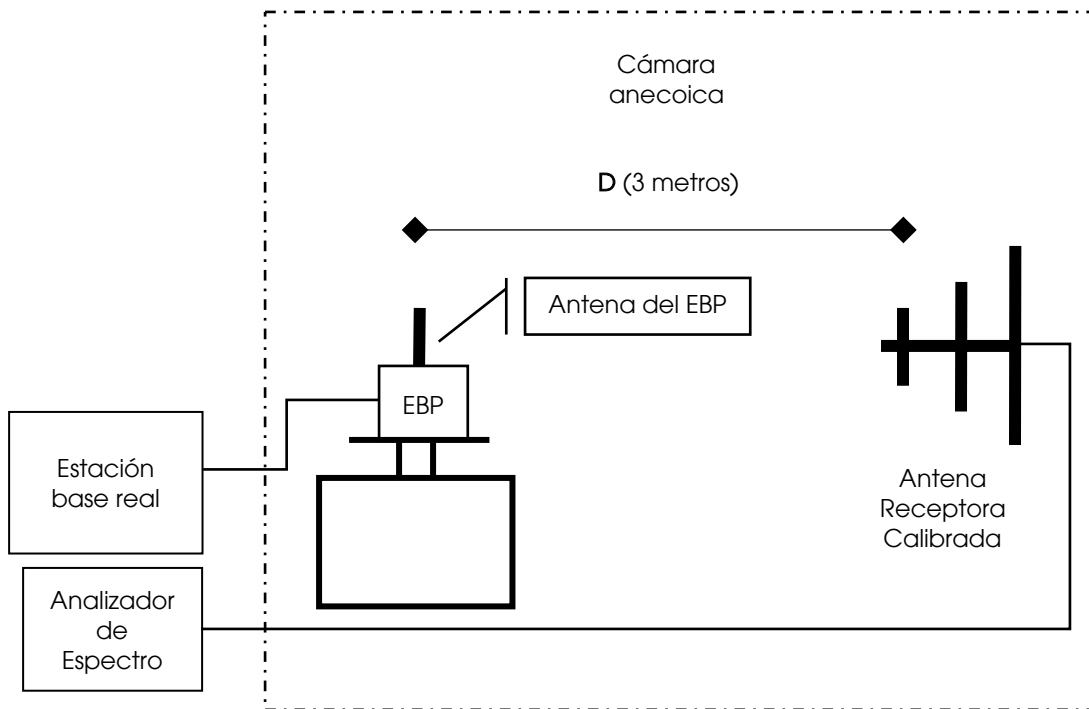 Cámara
anecoica
D (3 metros)
Antena del EBP
EBP
Estación
base real
Antena
Receptora
Calibrada
Analizador
de
Espectro